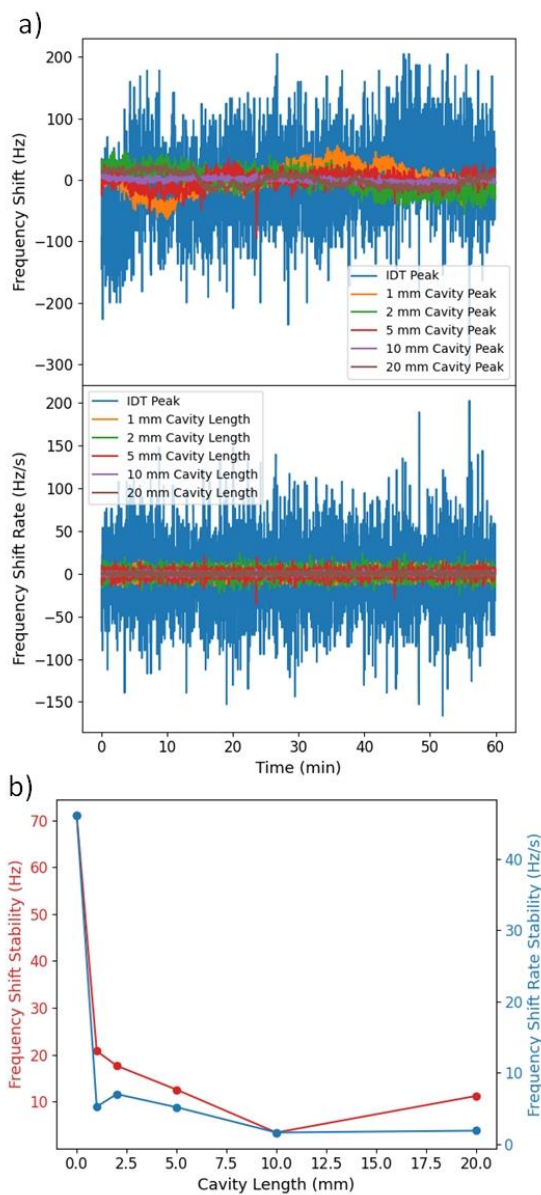 a)
200
100
0
−100
−200
−300
Frequency Shift (Hz)
IDT Peak
1 mm Cavity Peak
2 mm Cavity Peak
5 mm Cavity Peak
10 mm Cavity Peak
20 mm Cavity Peak
200
150
100
50
0
−50
−100
−150
Frequency Shift Rate (Hz/s)
IDT Peak
1 mm Cavity Length
2 mm Cavity Length
5 mm Cavity Length
10 mm Cavity Length
20 mm Cavity Length
0 10 20 30 40 50 60
Time (min)
b)
70
60
50
40
30
20
10
Frequency Shift Stability (Hz)
40
20
0
Frequency Shift Rate Stability (Hz/s)
0.0 2.5 5.0 7.5 10.0 12.5 15.0 17.5 20.0
Cavity Length (mm)